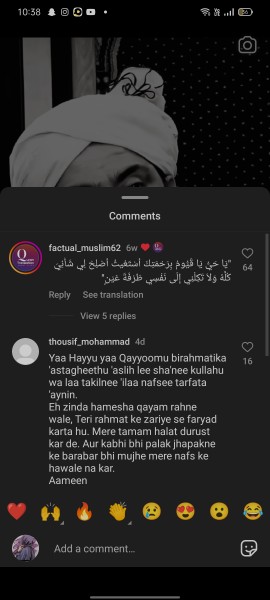 10:38
66%
Comments
factual_muslim62 6w
"يَا حَيُّ يَا قَيُّومُ بِرَحْمَتِكَ أَسْتَغِيثُ أَصْلِحْ لِي شَأْنِيَ
كُلَّهُ وَلاَ تَكِلْنِي إِلَى نَفْسِي طَرْفَةَ عَيْنٍ"
64
Reply See translation
View 5 replies
thousif_mohammad 4d
Yaa Hayyu yaa Qayyoomu birahmatika
'astagheethu 'aslih lee sha'nee kullahu
wa laa takilnee 'ilaa nafsee tarfata
'aynin.
Eh zinda hamesha qayam rahne
wale, Teri rahmat ke zariye se faryad
karta hu. Mere tamam halat durust
kar de. Aur kabhi bhi palak jhapakne
ke barabar bhi mujhe mere nafs ke
hawale na kar.
Aameen
16
Add a comment...